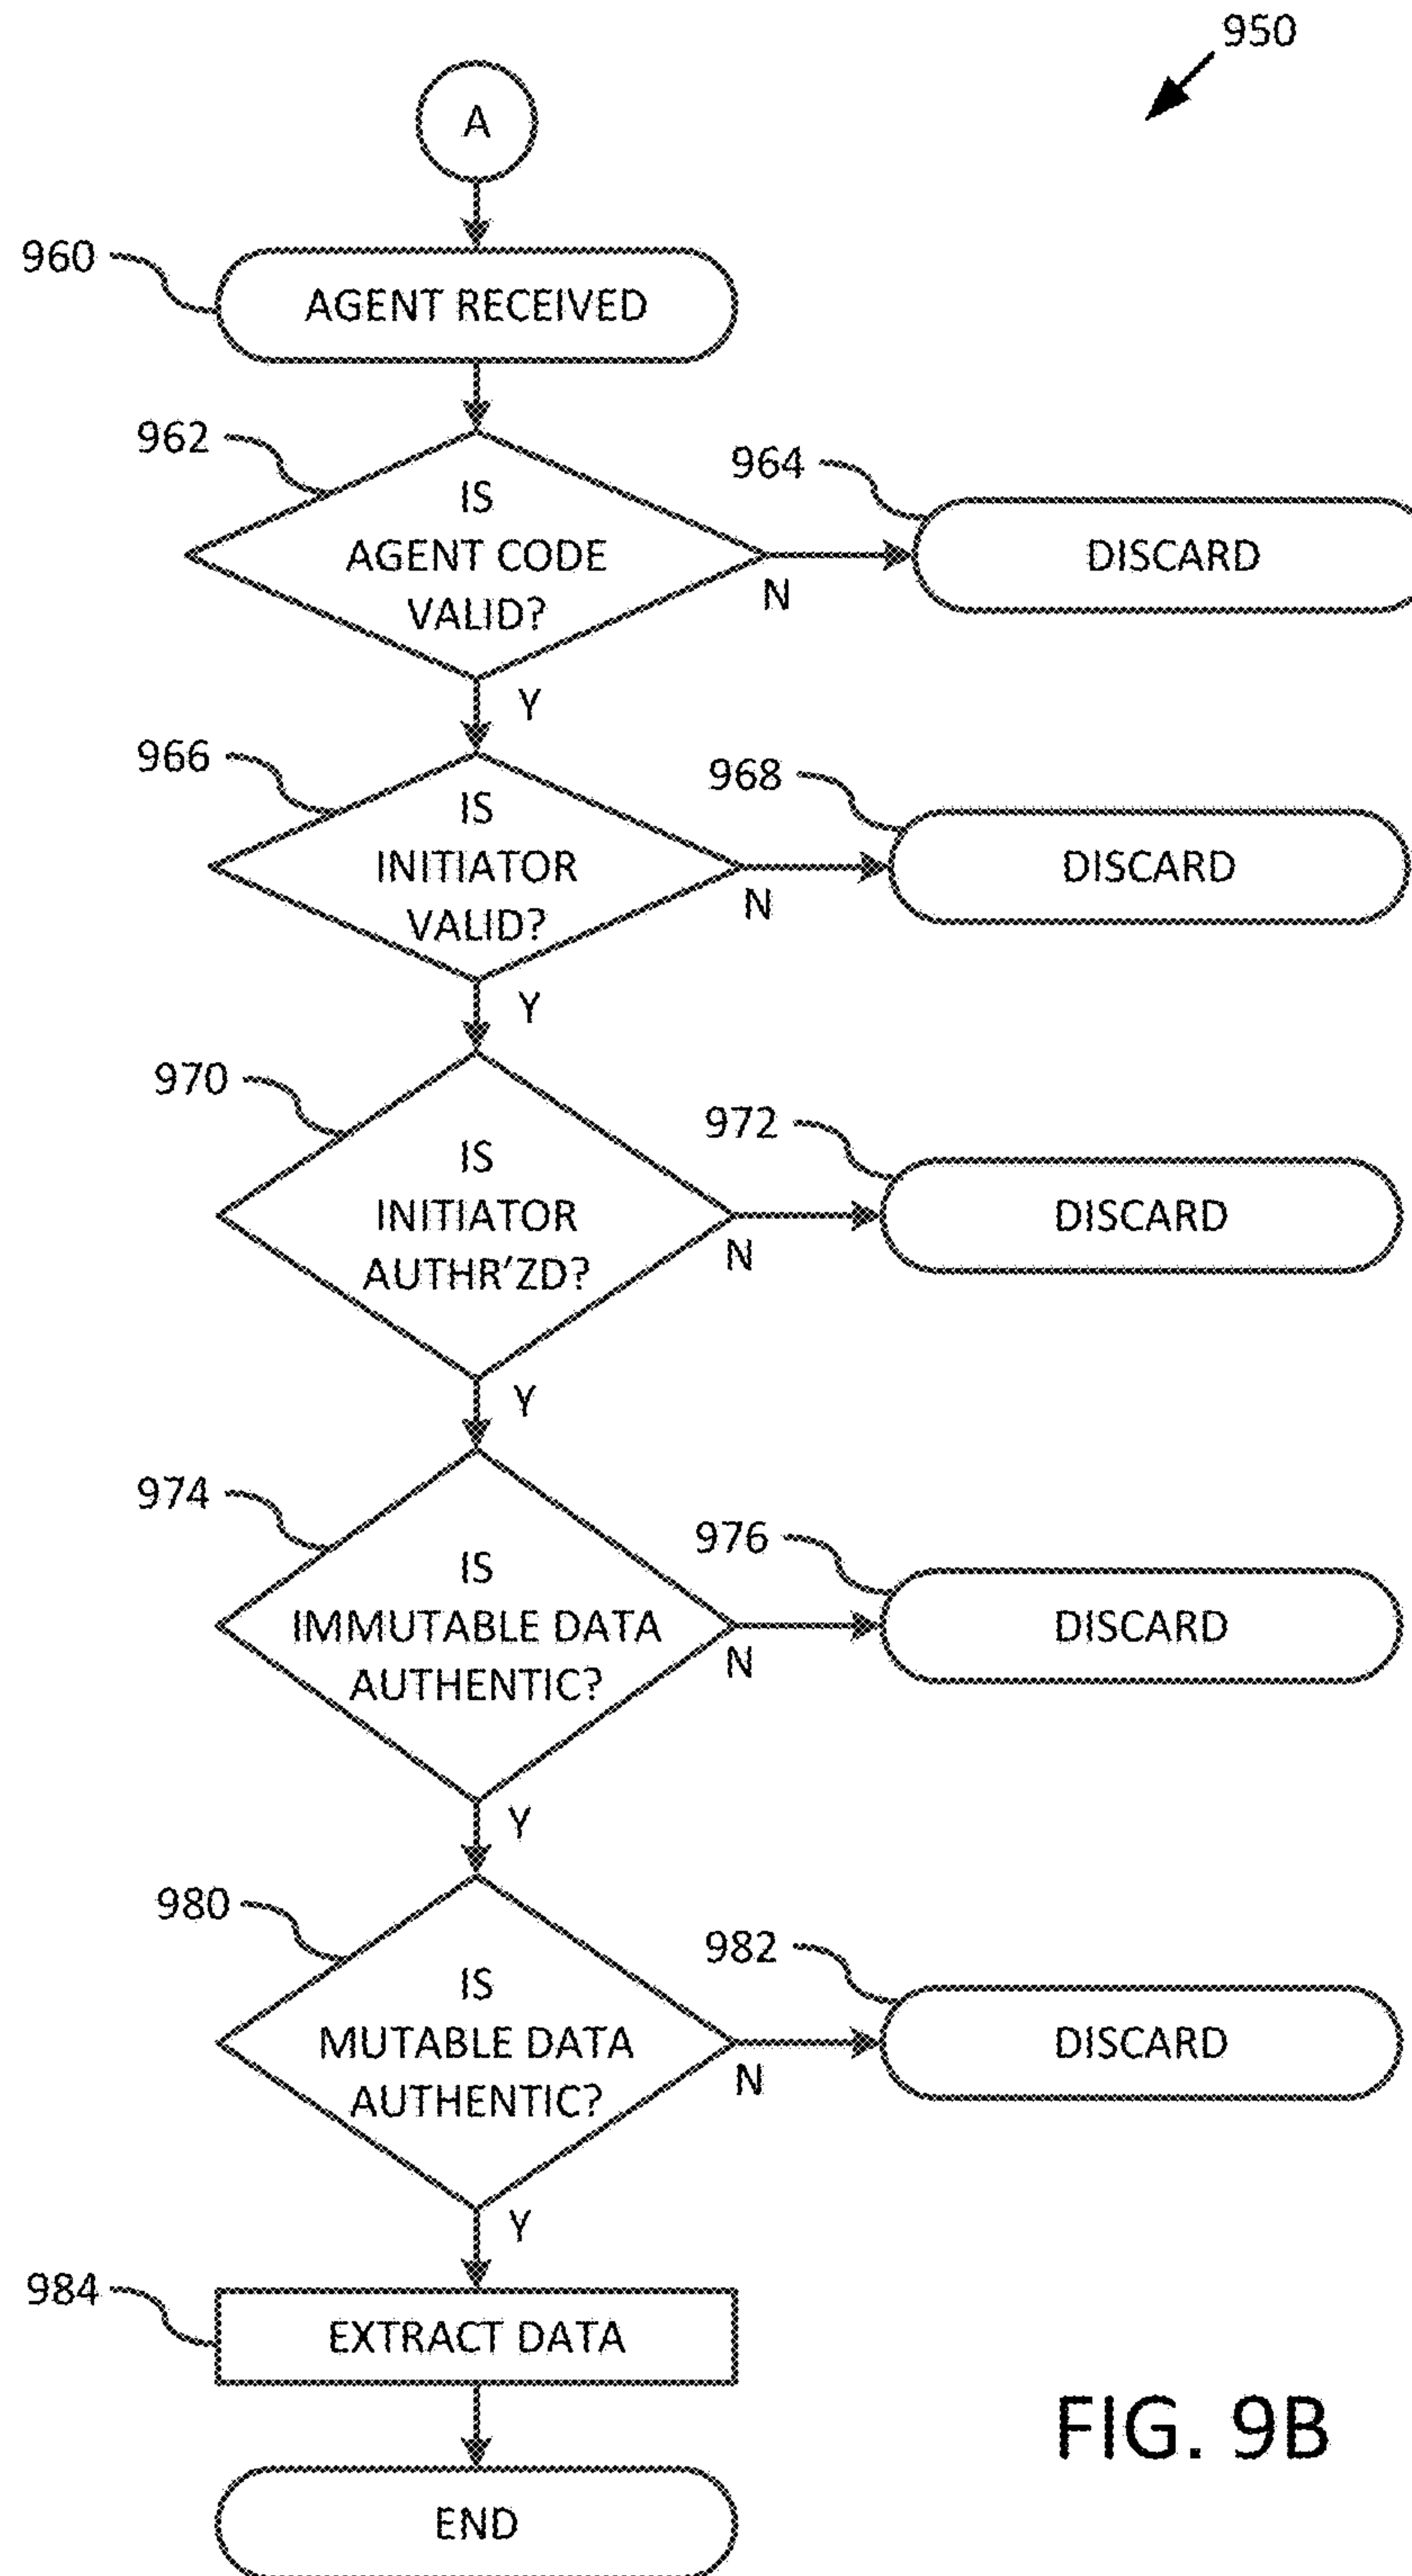 950
A
960
AGENT RECEIVED
962
IS
AGENT CODE
VALID?
N
964
DISCARD
Y
966
IS
INITIATOR
VALID?
N
968
DISCARD
Y
970
IS
INITIATOR
AUTHR'ZD?
N
972
DISCARD
Y
974
IS
IMMUTABLE DATA
AUTHENTIC?
N
976
DISCARD
Y
980
IS
MUTABLE DATA
AUTHENTIC?
N
982
DISCARD
Y
984
EXTRACT DATA
END
FIG. 9B